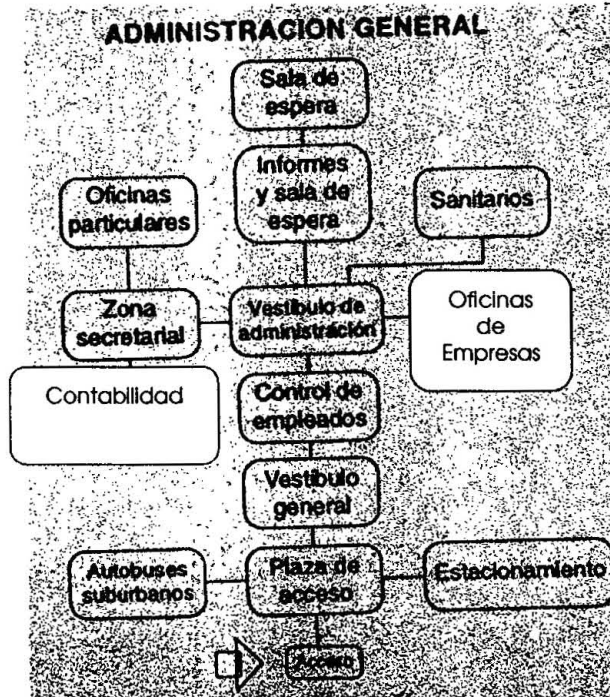 ADMINISTRACION GENERAL
Sala de
espera
Informes
y sala de
espera
Oficinas
particulares
Sanitarios
Zona
secretarial
Vestíbulo de
administración
Oficinas
de
Empresas
Contabilidad
Control de
empleados
Vestíbulo
general
Autobuses
suburbanos
Plaza de
acceso
Estacionamiento
Acceso